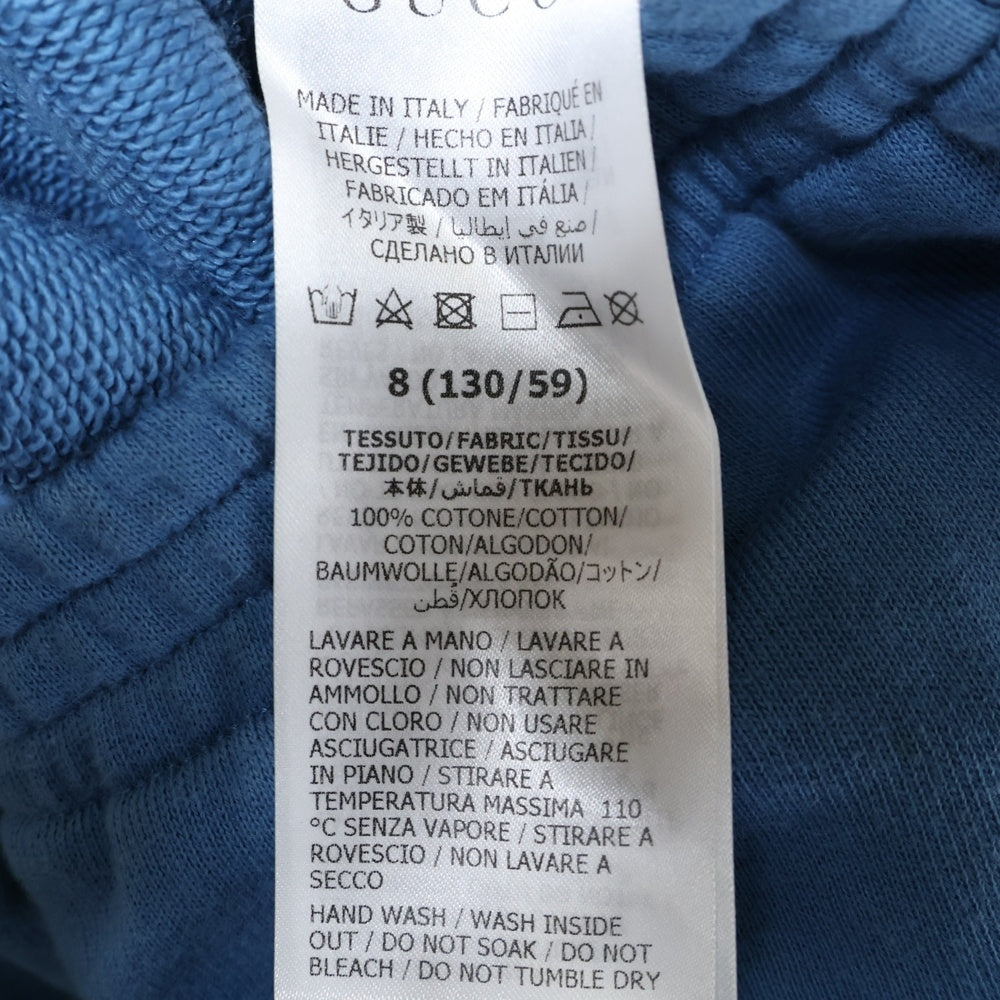 GUCCI
MADE IN ITALY / FABRIQUÉ EN
ITALIE / HECHO EN ITALIA /
HERGESTELLT IN ITALIEN /
FABRICADO EM ITÁLIA /
イタリア製 / صنع في إيطاليا /
СДЕЛАНО В ИТАЛИИ
8 (130/59)
TESSUTO/FABRIC/TISSU/
TEJIDO/GEWEBE/TECIDO/
本体/قماش/ТКАНЬ
100% COTONE/COTTON/
COTON/ALGODON/
BAUMWOLLE/ALGODÃO/コットン/
قُطن/ХЛОПОК
LAVARE A MANO / LAVARE A
ROVESCIO / NON LASCIARE IN
AMMOLLO / NON TRATTARE
CON CLORO / NON USARE
ASCIUGATRICE / ASCIUGARE
IN PIANO / STIRARE A
TEMPERATURA MASSIMA 110
°C SENZA VAPORE / STIRARE A
ROVESCIO / NON LAVARE A
SECCO
HAND WASH / WASH INSIDE
OUT / DO NOT SOAK / DO NOT
BLEACH / DO NOT TUMBLE DRY